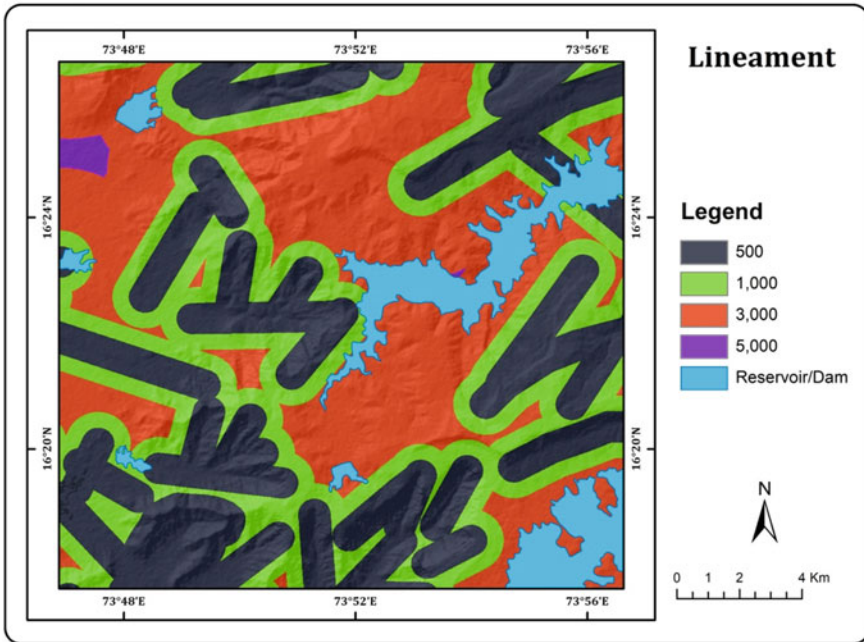 73°48'E 73°52'E 73°56'E
Lineament
16°24'N 16°24'N
Legend
500
1,000
3,000
5,000
Reservoir/Dam
16°20'N 16°20'N
N
0 1 2 4 Km
73°48'E 73°52'E 73°56'E